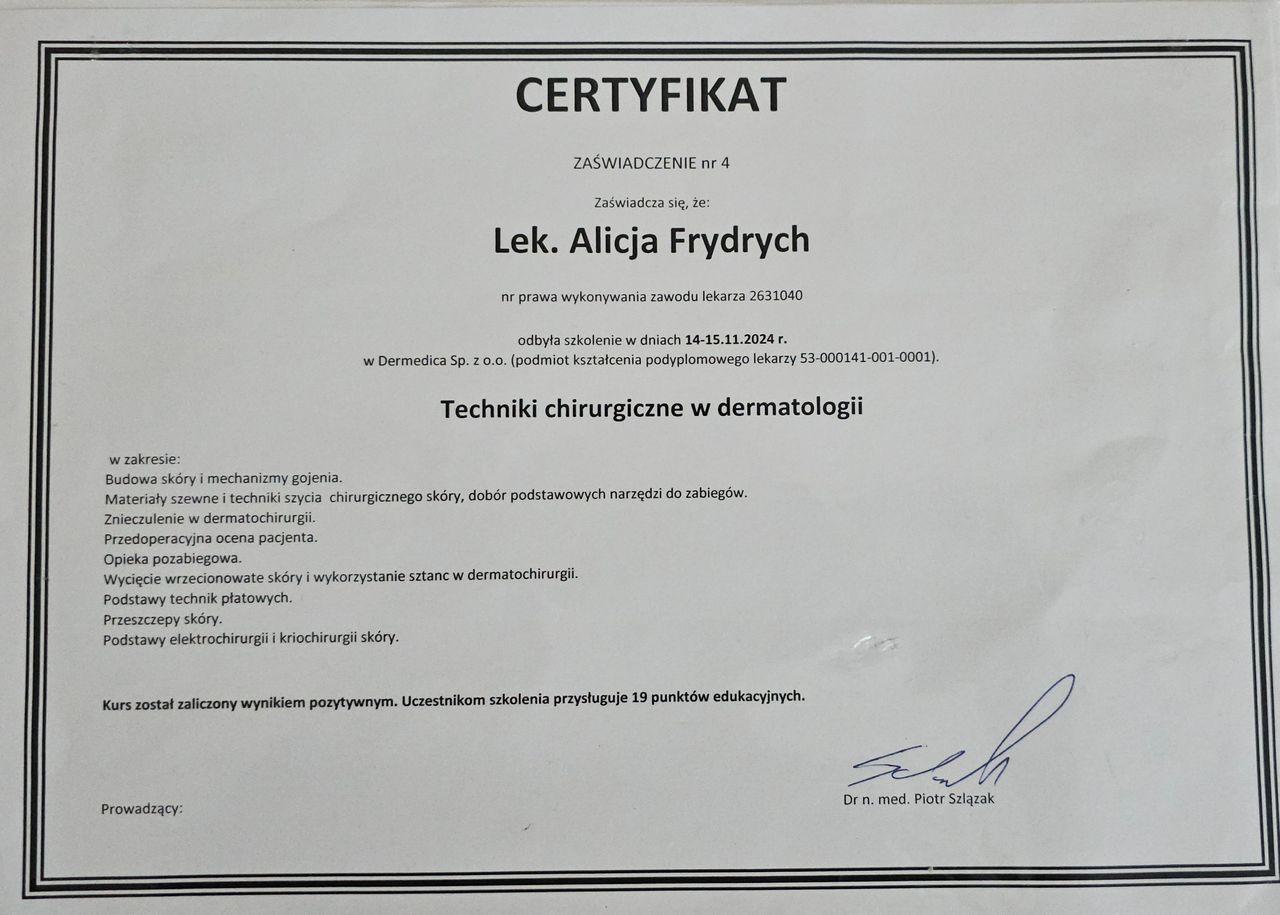 CERTYFIKAT
ZAŚWIADCZENIE nr 4
Zaświadcza się, że:
Lek. Alicja Frydrych
nr prawa wykonywania zawodu lekarza 2631040
odbyła szkolenie w dniach 14-15.11.2024 r.
w Dermedica Sp. z o.o. (podmiot kształcenia podyplomowego lekarzy 53-000141-001-0001).
Techniki chirurgiczne w dermatologii
w zakresie:
Budowa skóry i mechanizmy gojenia.
Materiały szewne i techniki szycia chirurgicznego skóry, dobór podstawowych narzędzi do zabiegów.
Znieczulenie w dermatochirurgii.
Przedoperacyjna ocena pacjenta.
Opieka pozabiegowa.
Wycięcie wrzecionowate skóry i wykorzystanie sztanc w dermatochirurgii.
Podstawy technik płatowych.
Przeszczepy skóry.
Podstawy elektrochirurgii i kriochirurgii skóry.
Kurs został zaliczony wynikiem pozytywnym. Uczestnikom szkolenia przysługuje 19 punktów edukacyjnych.
Dr n. med. Piotr Szlązak
Prowadzący: